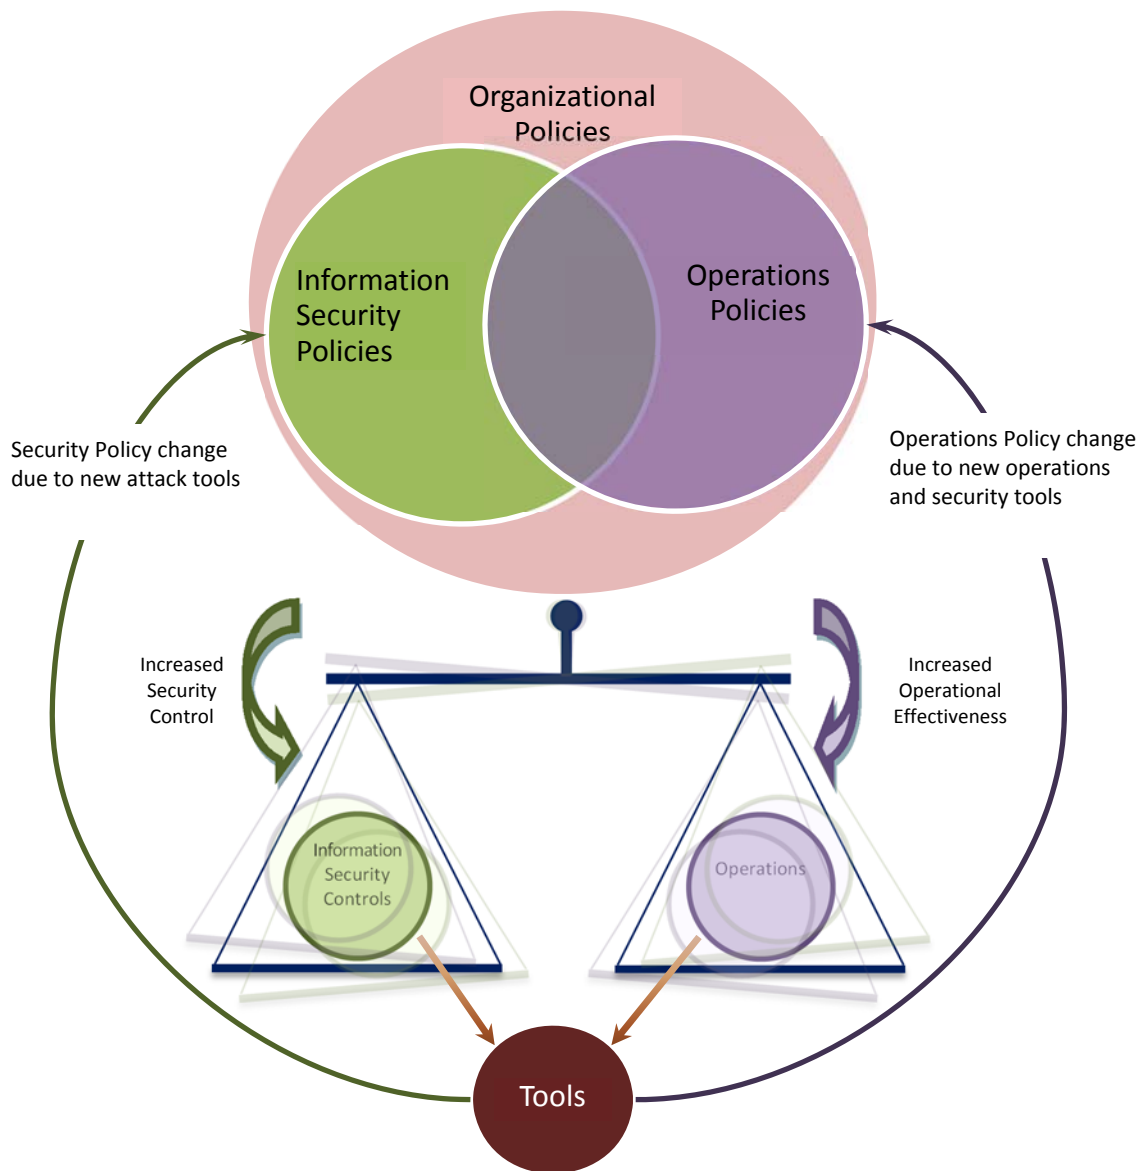 Organizational
Policies
Information
Security
Policies
Operations
Policies
Security Policy change
due to new attack tools
Operations Policy change
due to new operations
and security tools
Increased
Security
Control
Increased
Operational
Effectiveness
Information
Security
Controls
Operations
Tools